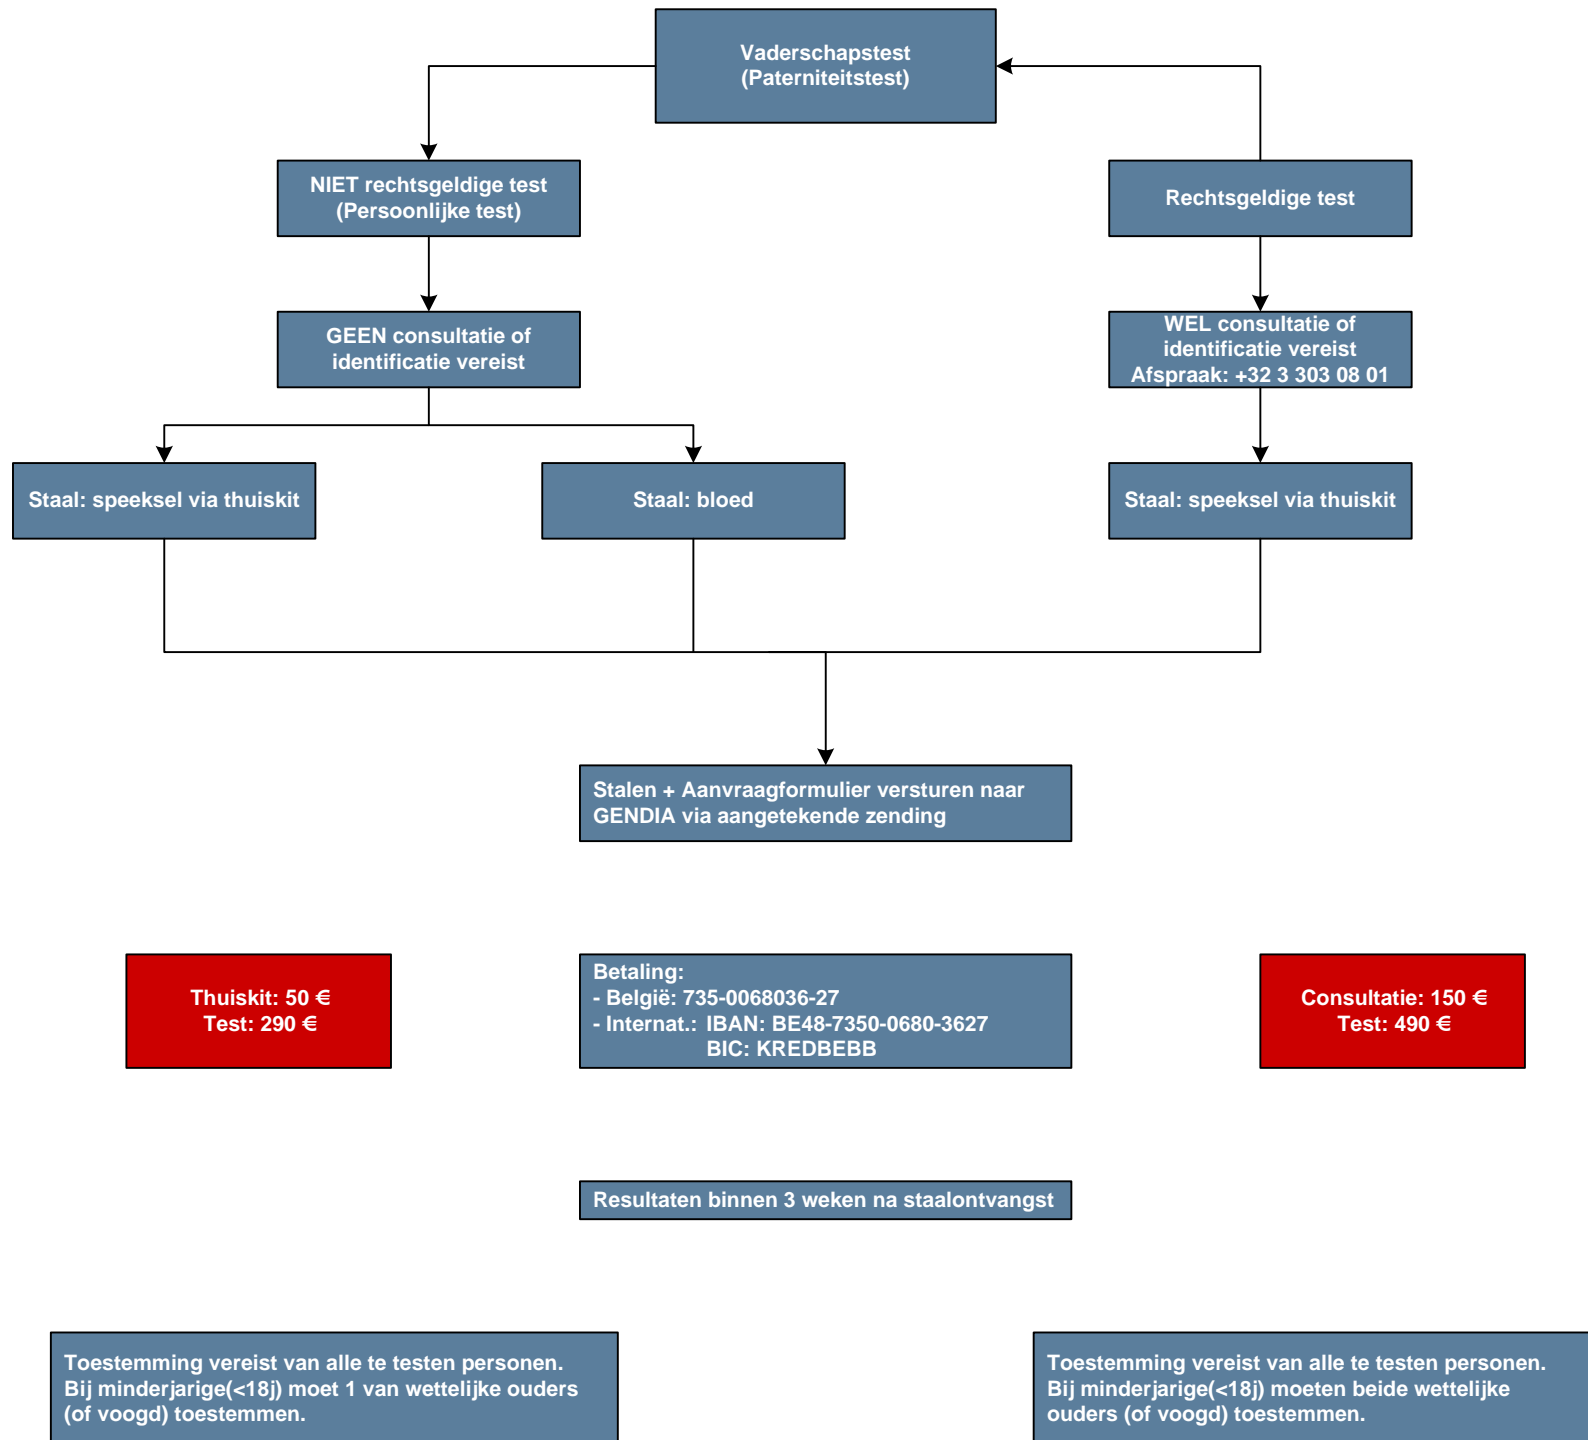 Vaderschapstest
(Paterniteitstest)
NIET rechtsgeldige test
(Persoonlijke test)
Rechtsgeldige test
GEEN consultatie of
identificatie vereist
WEL consultatie of
identificatie vereist
Afspraak: +32 3 303 08 01
Staal: speeksel via thuiskit
Staal: bloed
Staal: speeksel via thuiskit
Stalen + Aanvraagformulier versturen naar
GENDIA via aangetekende zending
Thuiskit: 50 €
Test: 290 €
Betaling:
- België: 735-0068036-27
- Internat.: IBAN: BE48-7350-0680-3627
BIC: KREDBEBB
Consultatie: 150 €
Test: 490 €
Resultaten binnen 3 weken na staalontvangst
Toestemming vereist van alle te testen personen.
Bij minderjarige(<18j) moet 1 van wettelijke ouders
(of voogd) toestemmen.
Toestemming vereist van alle te testen personen.
Bij minderjarige(<18j) moeten beide wettelijke
ouders (of voogd) toestemmen.